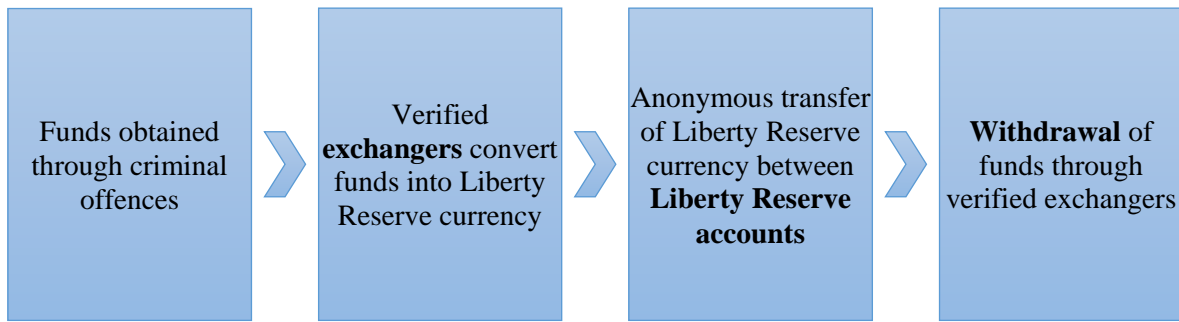 Funds obtained
through criminal
offences
Verified
exchangers convert
funds into Liberty
Reserve currency
Anonymous transfer
of Liberty Reserve
currency between
Liberty Reserve
accounts
Withdrawal of
funds through
verified exchangers